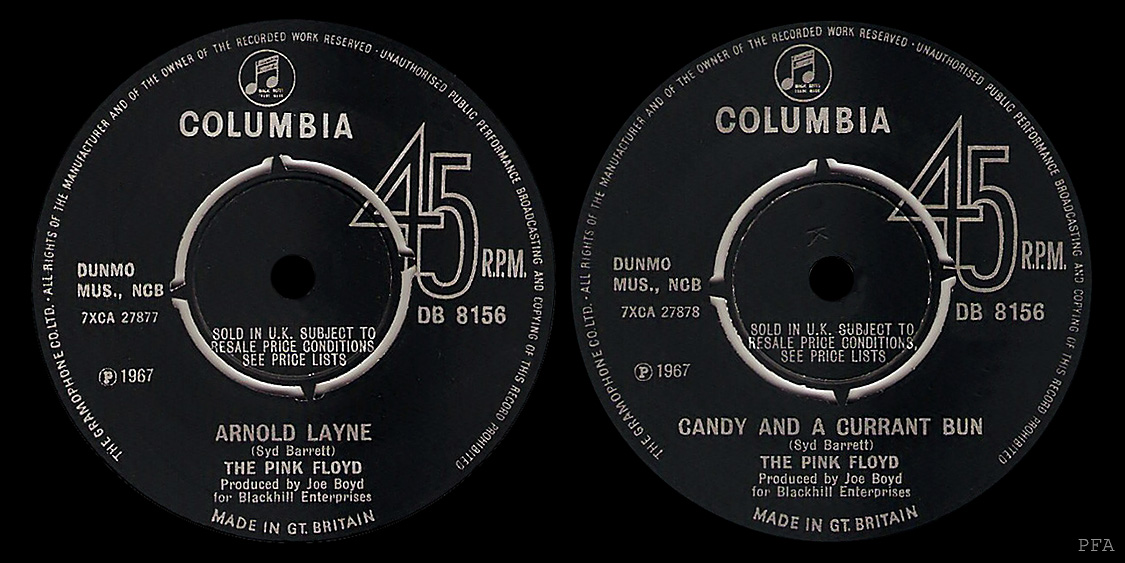 THE GRAMOPHONE CO. LTD. · ALL RIGHTS OF THE MANUFACTURER AND OF THE OWNER OF THE RECORDED WORK RESERVED · UNAUTHORISED PUBLIC PERFORMANCE BROADCASTING AND COPYING OF THIS RECORD PROHIBITED
COLUMBIA
45
R.P.M.
DUNMO
MUS., NCB
7XCA 27877
DB 8156
SOLD IN U.K. SUBJECT TO
RESALE PRICE CONDITIONS,
SEE PRICE LISTS
Ⓟ 1967
ARNOLD LAYNE
(Syd Barrett)
THE PINK FLOYD
Produced by Joe Boyd
for Blackhill Enterprises
MADE IN GT. BRITAIN
THE GRAMOPHONE CO. LTD. · ALL RIGHTS OF THE MANUFACTURER AND OF THE OWNER OF THE RECORDED WORK RESERVED · UNAUTHORISED PUBLIC PERFORMANCE BROADCASTING AND COPYING OF THIS RECORD PROHIBITED
COLUMBIA
45
R.P.M.
DUNMO
MUS., NCB
7XCA 27878
DB 8156
SOLD IN U.K. SUBJECT TO
RESALE PRICE CONDITIONS,
SEE PRICE LISTS
Ⓟ 1967
CANDY AND A CURRANT BUN
(Syd Barrett)
THE PINK FLOYD
Produced by Joe Boyd
for Blackhill Enterprises
MADE IN GT. BRITAIN
PFA